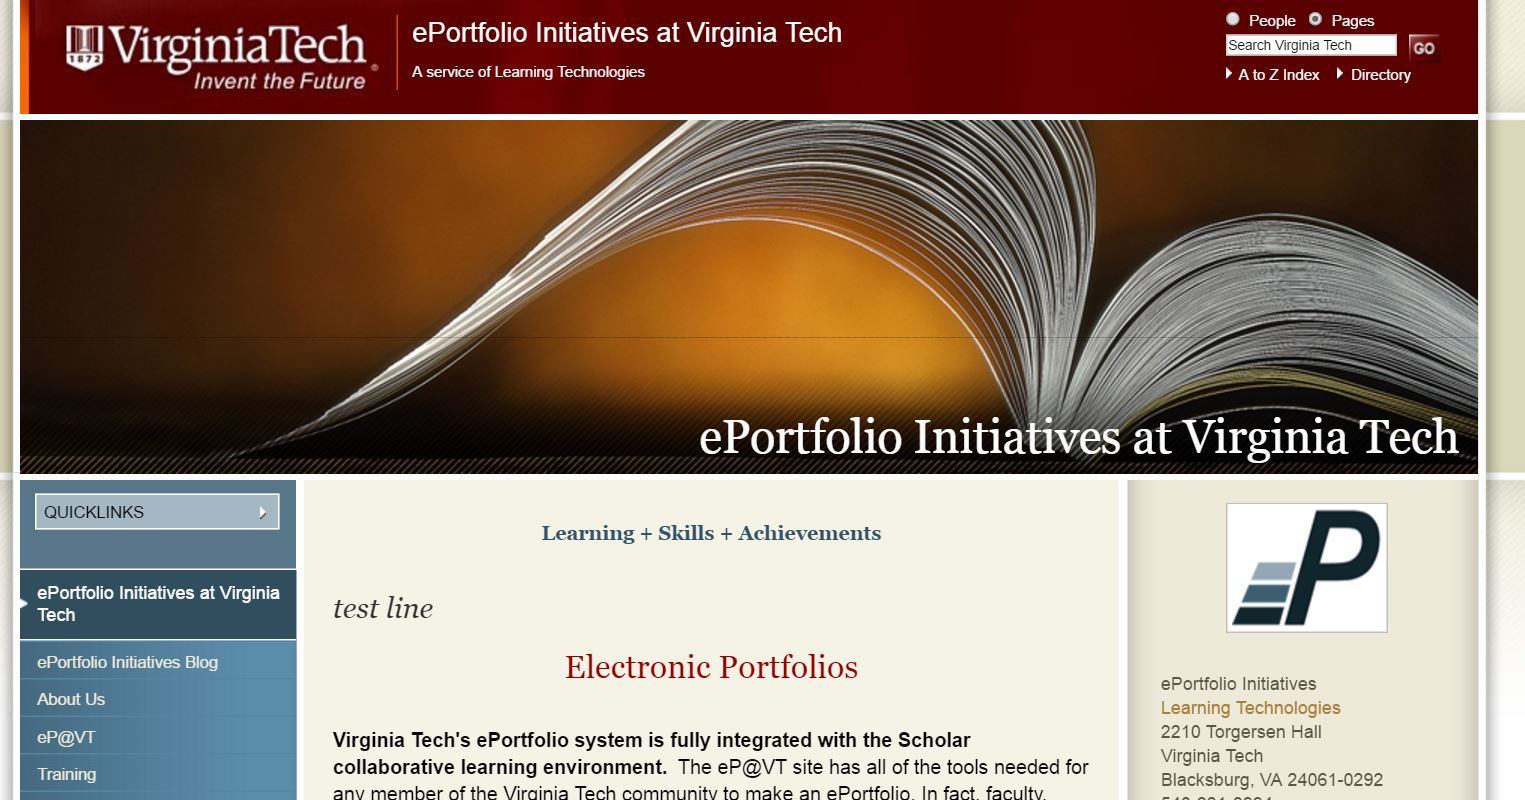 VirginiaTech
1872
Invent the Future
®
ePortfolio Initiatives at Virginia Tech
A service of Learning Technologies
People Pages
Search Virginia Tech GO
A to Z Index Directory
ePortfolio Initiatives at Virginia Tech
QUICKLINKS
ePortfolio Initiatives at Virginia
Tech
ePortfolio Initiatives Blog
About Us
eP@VT
Training
Learning + Skills + Achievements
test line
Electronic Portfolios
Virginia Tech's ePortfolio system is fully integrated with the Scholar
collaborative learning environment. The eP@VT site has all of the tools needed for
any member of the Virginia Tech community to make an ePortfolio. In fact, faculty,
eP
ePortfolio Initiatives
Learning Technologies
2210 Torgersen Hall
Virginia Tech
Blacksburg, VA 24061-0292